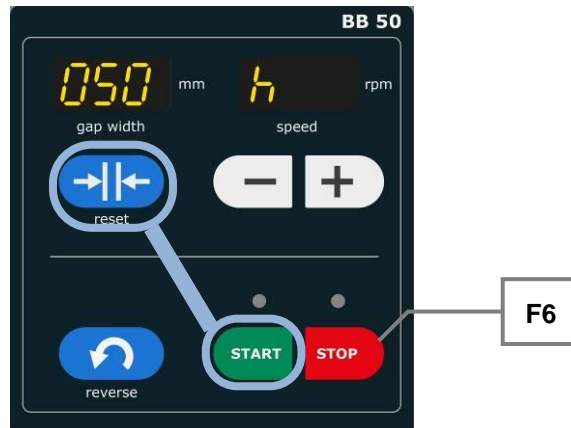 BB 50
050 mm h rpm
gap width speed
− +
reset
F6
START STOP
reverse